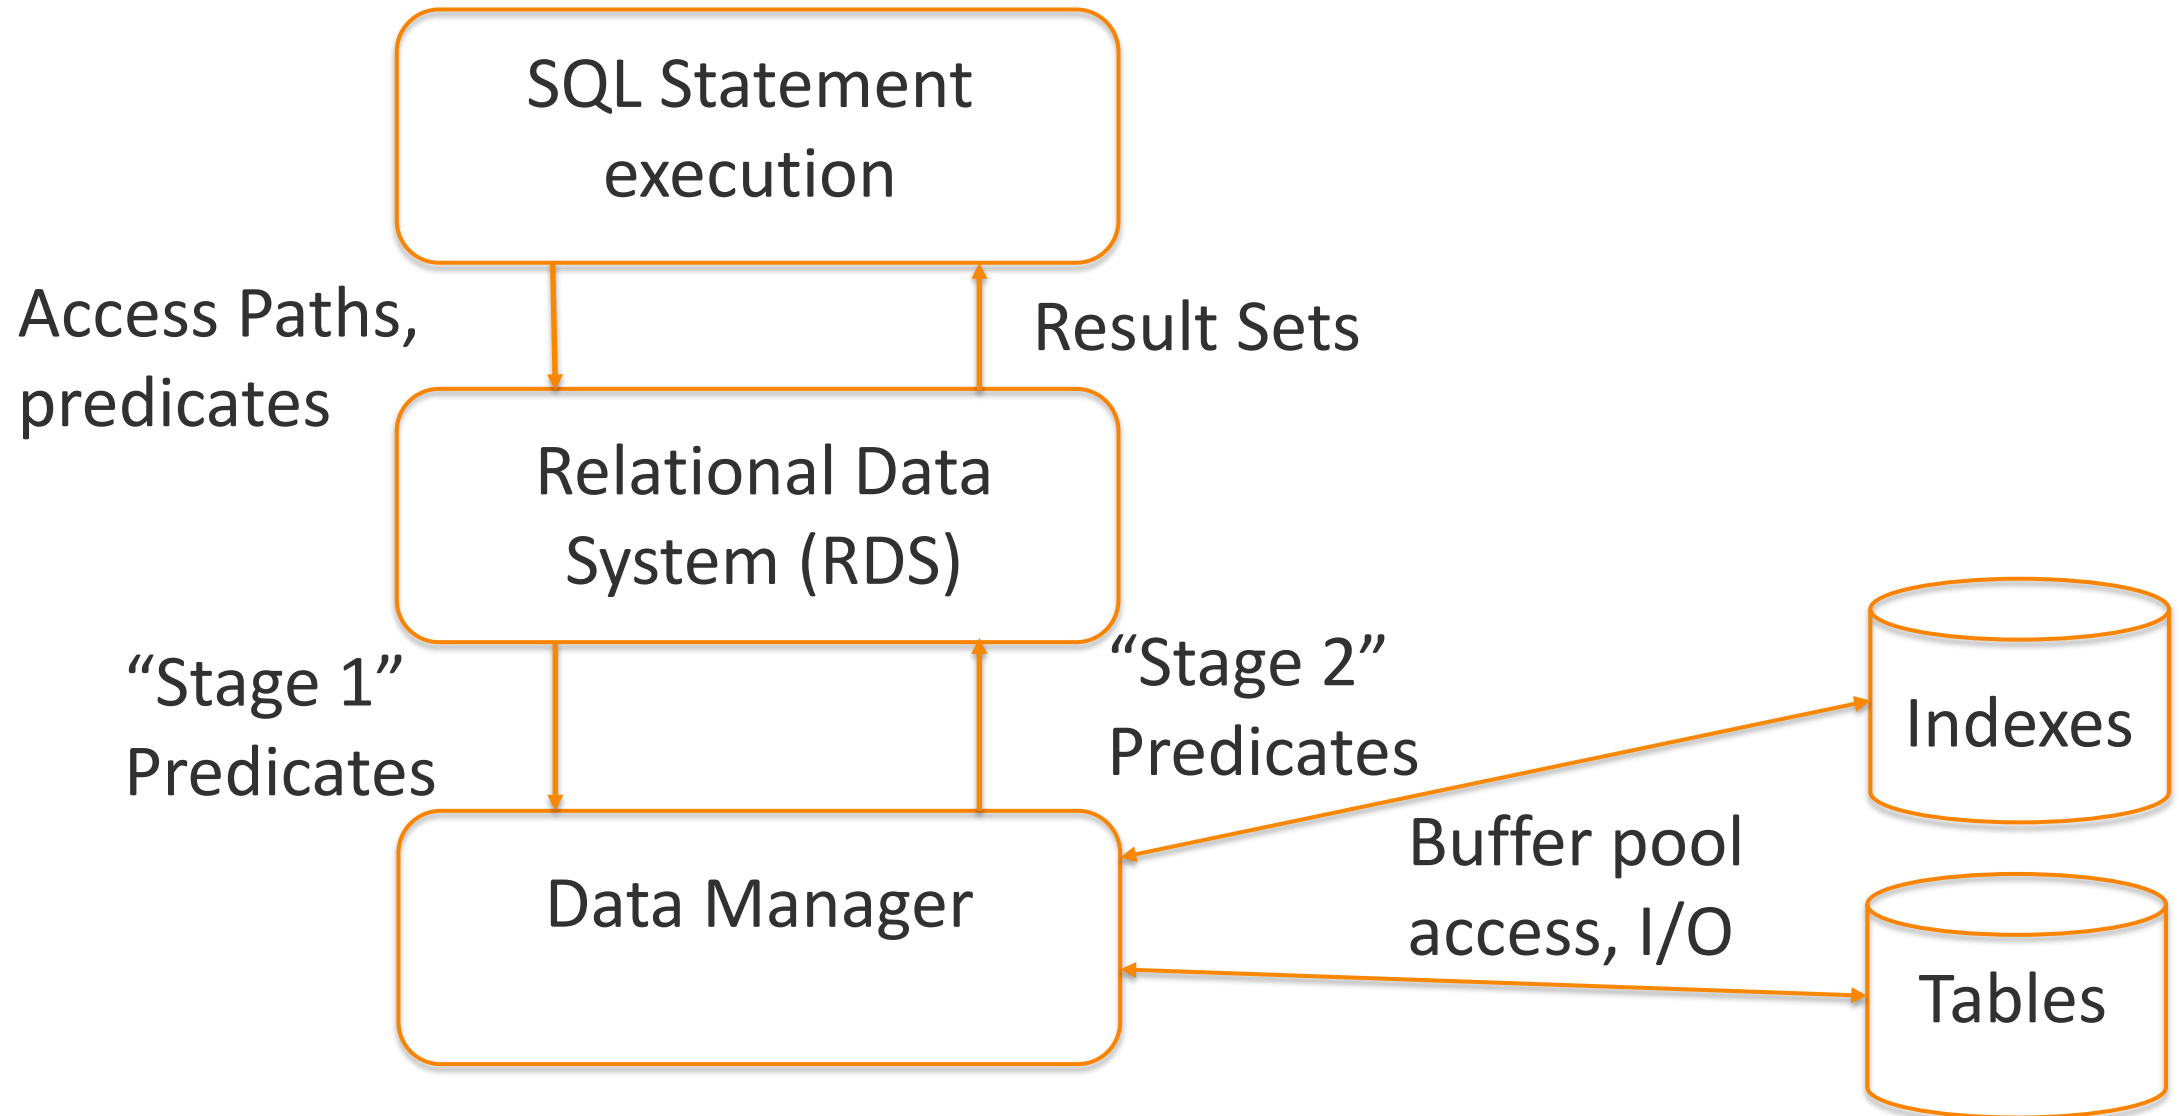 SQL Statement
execution
Access Paths,
predicates
Result Sets
Relational Data
System (RDS)
“Stage 1”
Predicates
“Stage 2”
Predicates
Indexes
Buffer pool
access, I/O
Data Manager
Tables